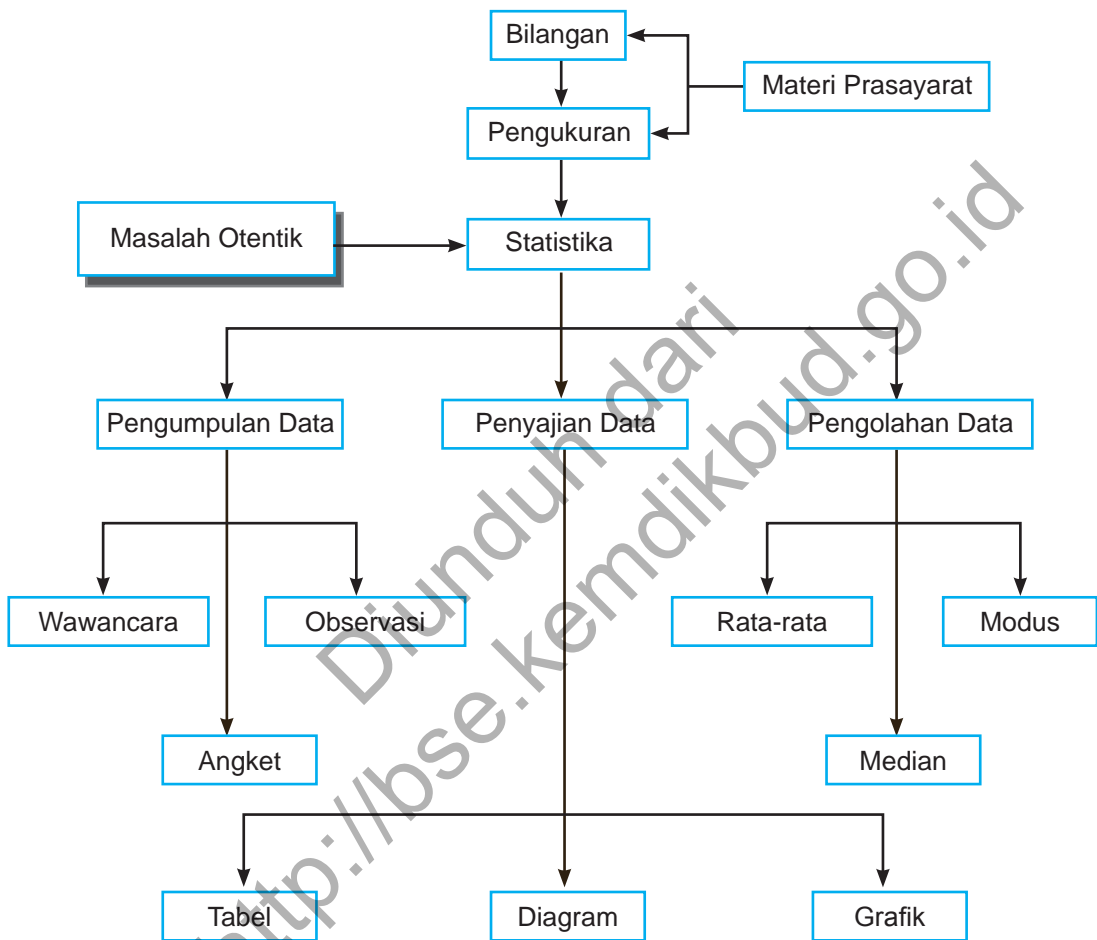 Bilangan
Materi Prasayarat
Pengukuran
Masalah Otentik
Statistika
Pengumpulan Data
Penyajian Data
Pengolahan Data
Wawancara
Observasi
Rata-rata
Modus
Angket
Median
Tabel
Diagram
Grafik
Diunduh dari
http://bse.kemdikbud.go.id